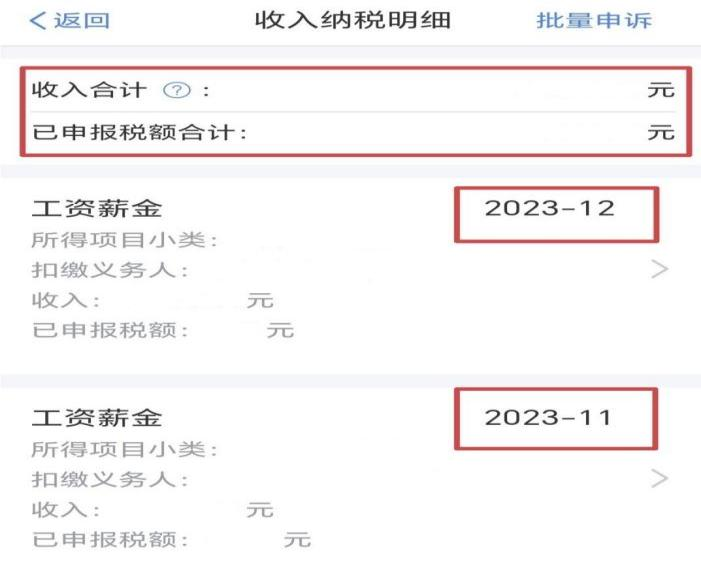 <返回 收入纳税明细 批量申诉
收入合计 ? : 元
已申报税额合计: 元
工资薪金 2023-12
所得项目小类:
扣缴义务人: >
收入: 元
已申报税额: 元
工资薪金 2023-11
所得项目小类:
扣缴义务人: >
收入: 元
已申报税额: 元